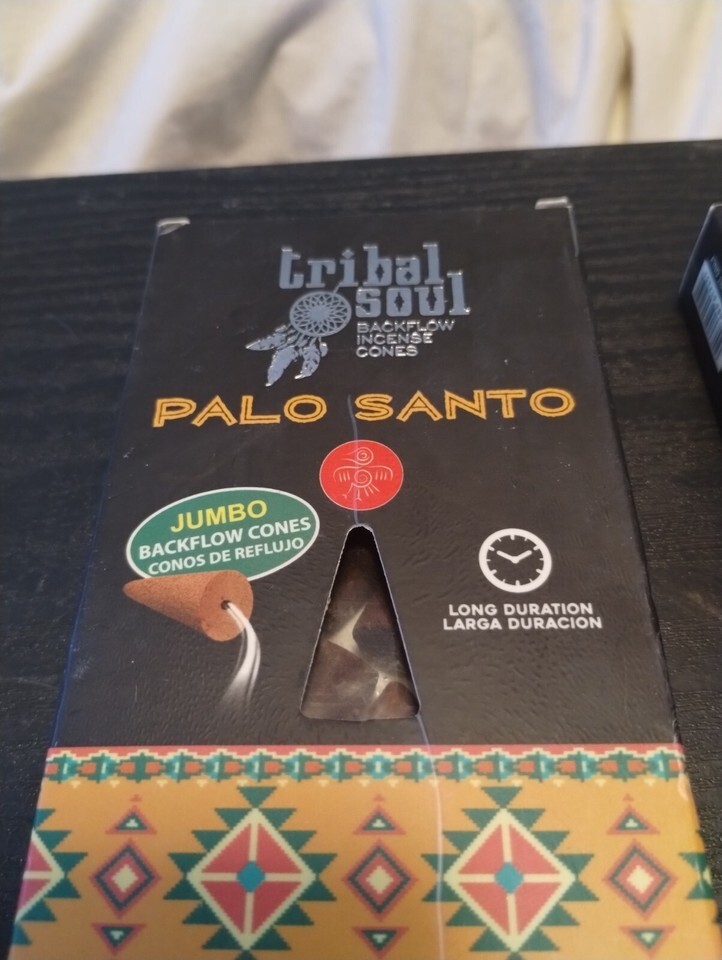 tribal
soul
BACKFLOW
INCENSE
CONES
PALO SANTO
JUMBO
BACKFLOW CONES
CONOS DE REFLUJO
LONG DURATION
LARGA DURACION